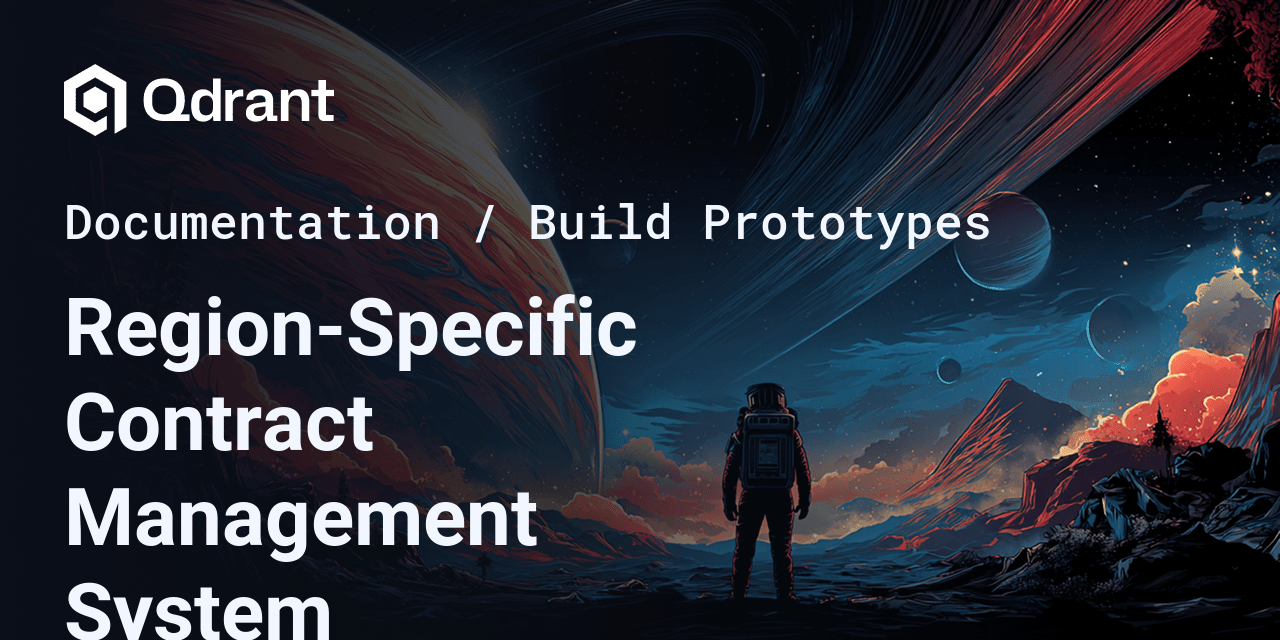 Qdrant
Documentation / Build Prototypes
Region-Specific
Contract
Management
System